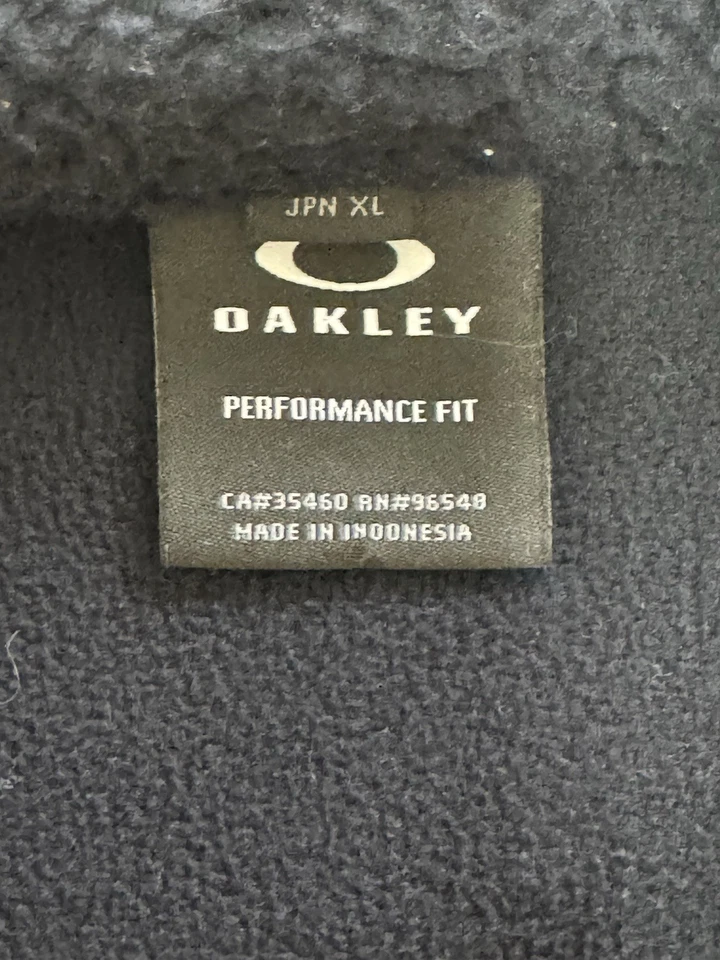 JPN XL
OAKLEY
PERFORMANCE FIT
CA#35460 RN#96548
MADE IN INDONESIA